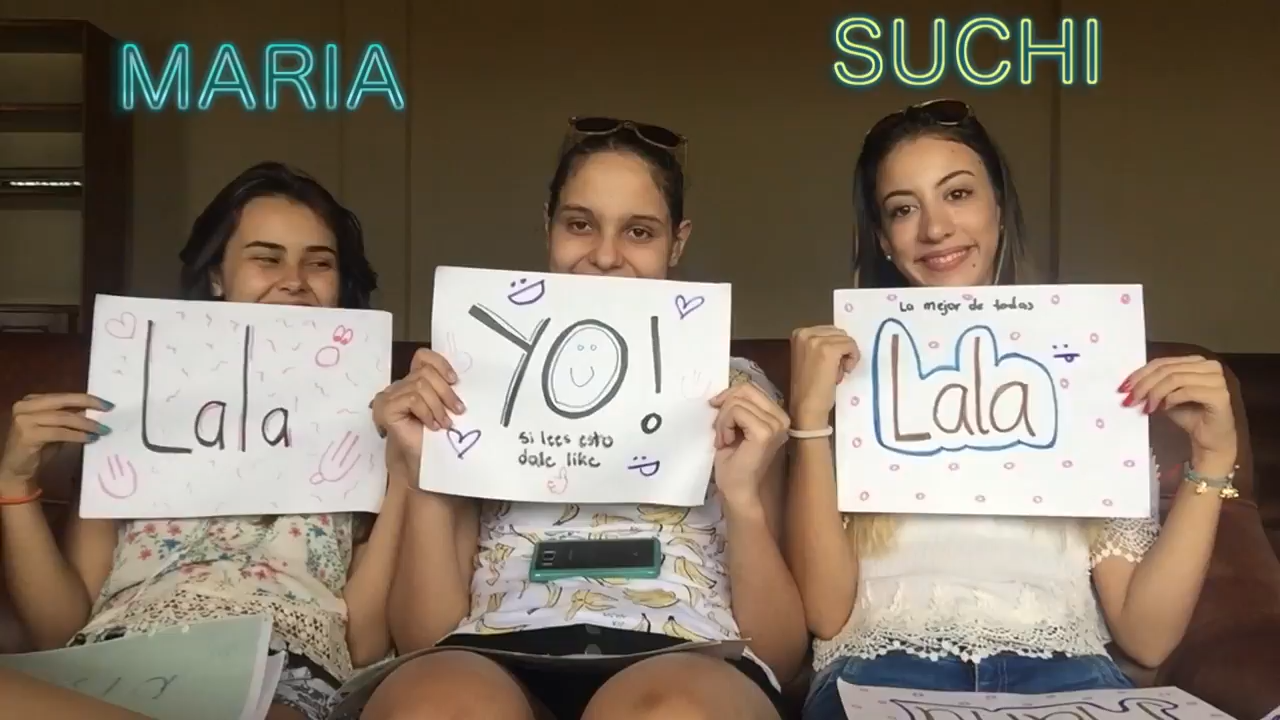 MARIA
SUCHI
Lala
YO!
si lees esto
dale like
La mejor de todas
Lala